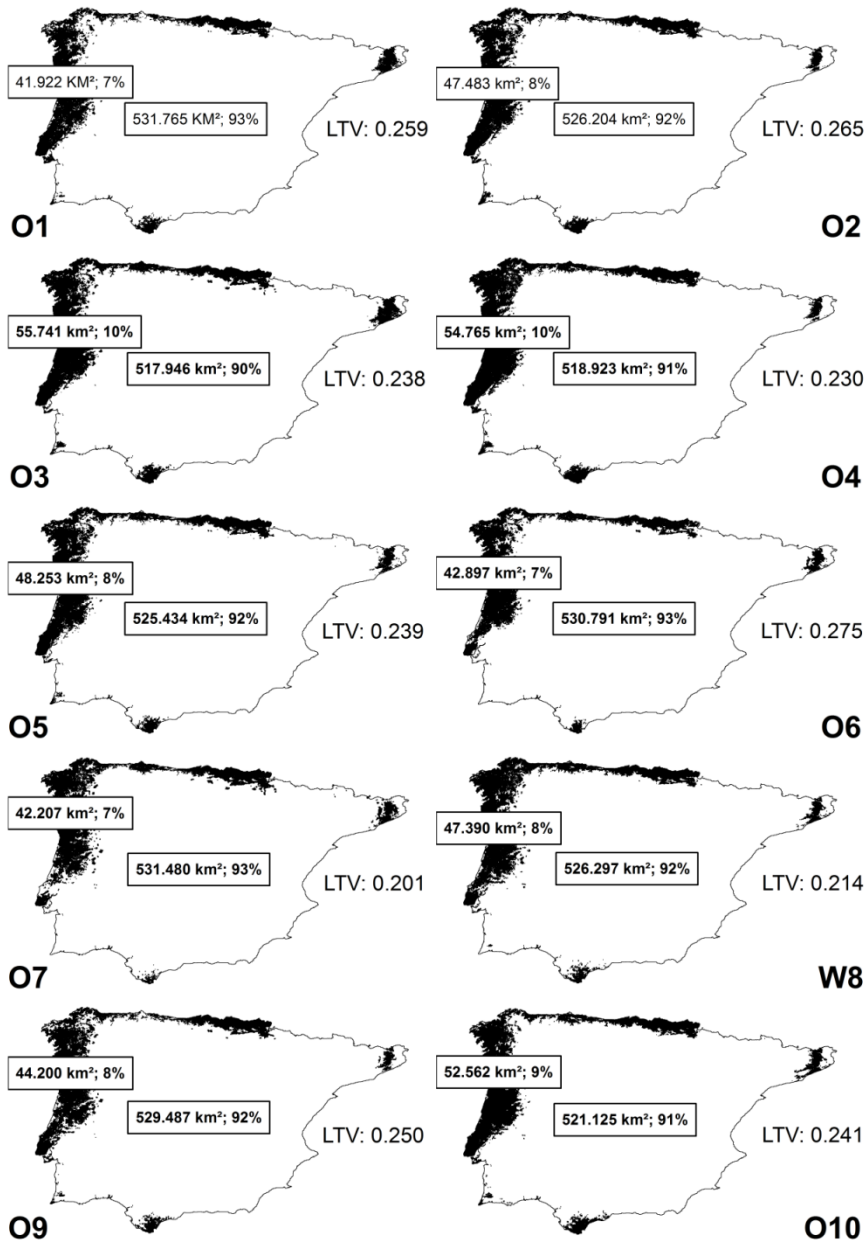 41.922 KM²; 7%
531.765 KM²; 93%
LTV: 0.259
O1
47.483 km²; 8%
526.204 km²; 92%
LTV: 0.265
O2
55.741 km²; 10%
517.946 km²; 90%
LTV: 0.238
O3
54.765 km²; 10%
518.923 km²; 91%
LTV: 0.230
O4
48.253 km²; 8%
525.434 km²; 92%
LTV: 0.239
O5
42.897 km²; 7%
530.791 km²; 93%
LTV: 0.275
O6
42.207 km²; 7%
531.480 km²; 93%
LTV: 0.201
O7
47.390 km²; 8%
526.297 km²; 92%
LTV: 0.214
W8
44.200 km²; 8%
529.487 km²; 92%
LTV: 0.250
O9
52.562 km²; 9%
521.125 km²; 91%
LTV: 0.241
O10